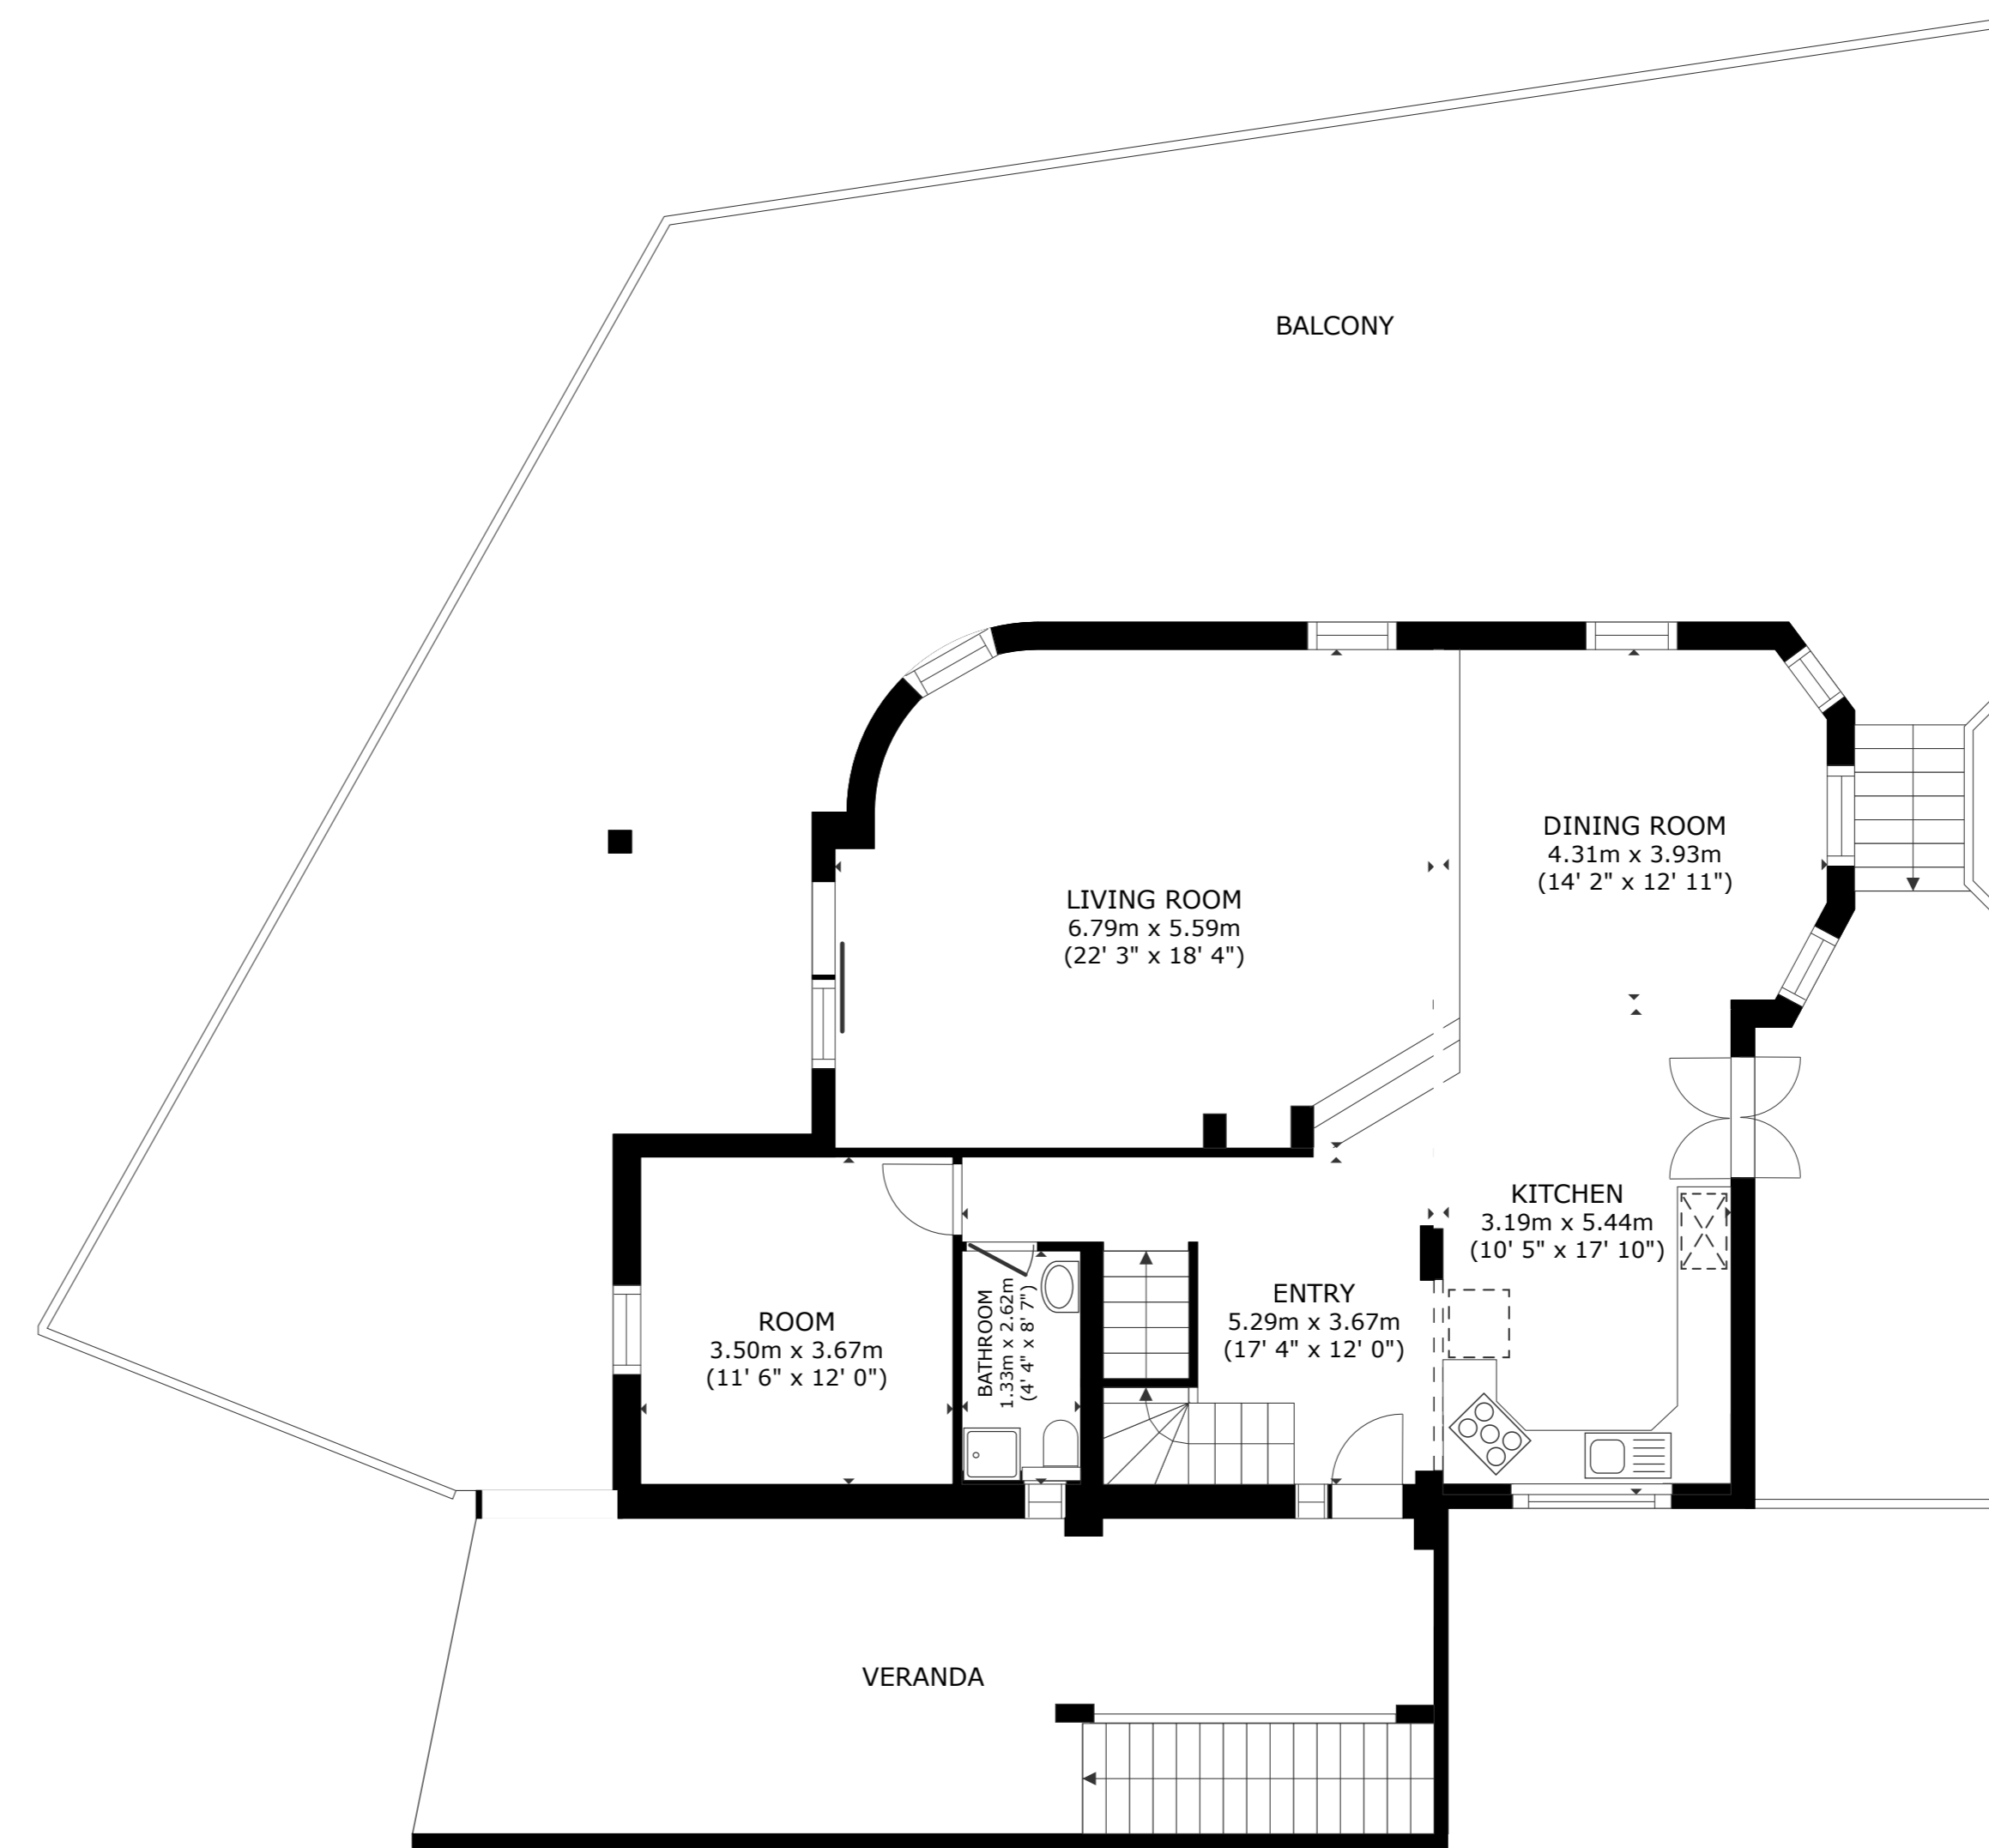 BALCONY
DINING ROOM
4.31m x 3.93m
(14' 2" x 12' 11")
LIVING ROOM
6.79m x 5.59m
(22' 3" x 18' 4")
KITCHEN
3.19m x 5.44m
(10' 5" x 17' 10")
ENTRY
5.29m x 3.67m
(17' 4" x 12' 0")
ROOM
3.50m x 3.67m
(11' 6" x 12' 0")
BATHROOM
1.33m x 2.62m
(4' 4" x 8' 7")
VERANDA